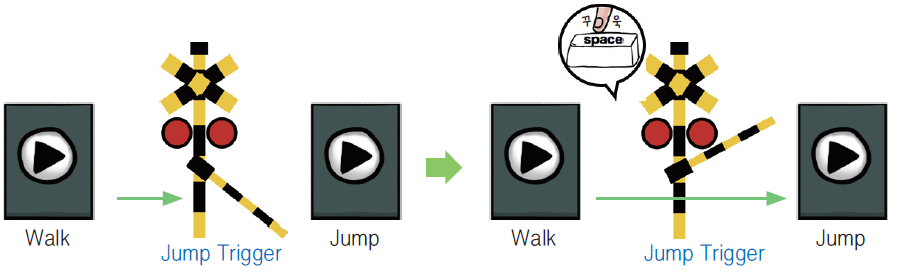 Walk
Jump Trigger
Jump
꾸욱
space
Walk
Jump Trigger
Jump